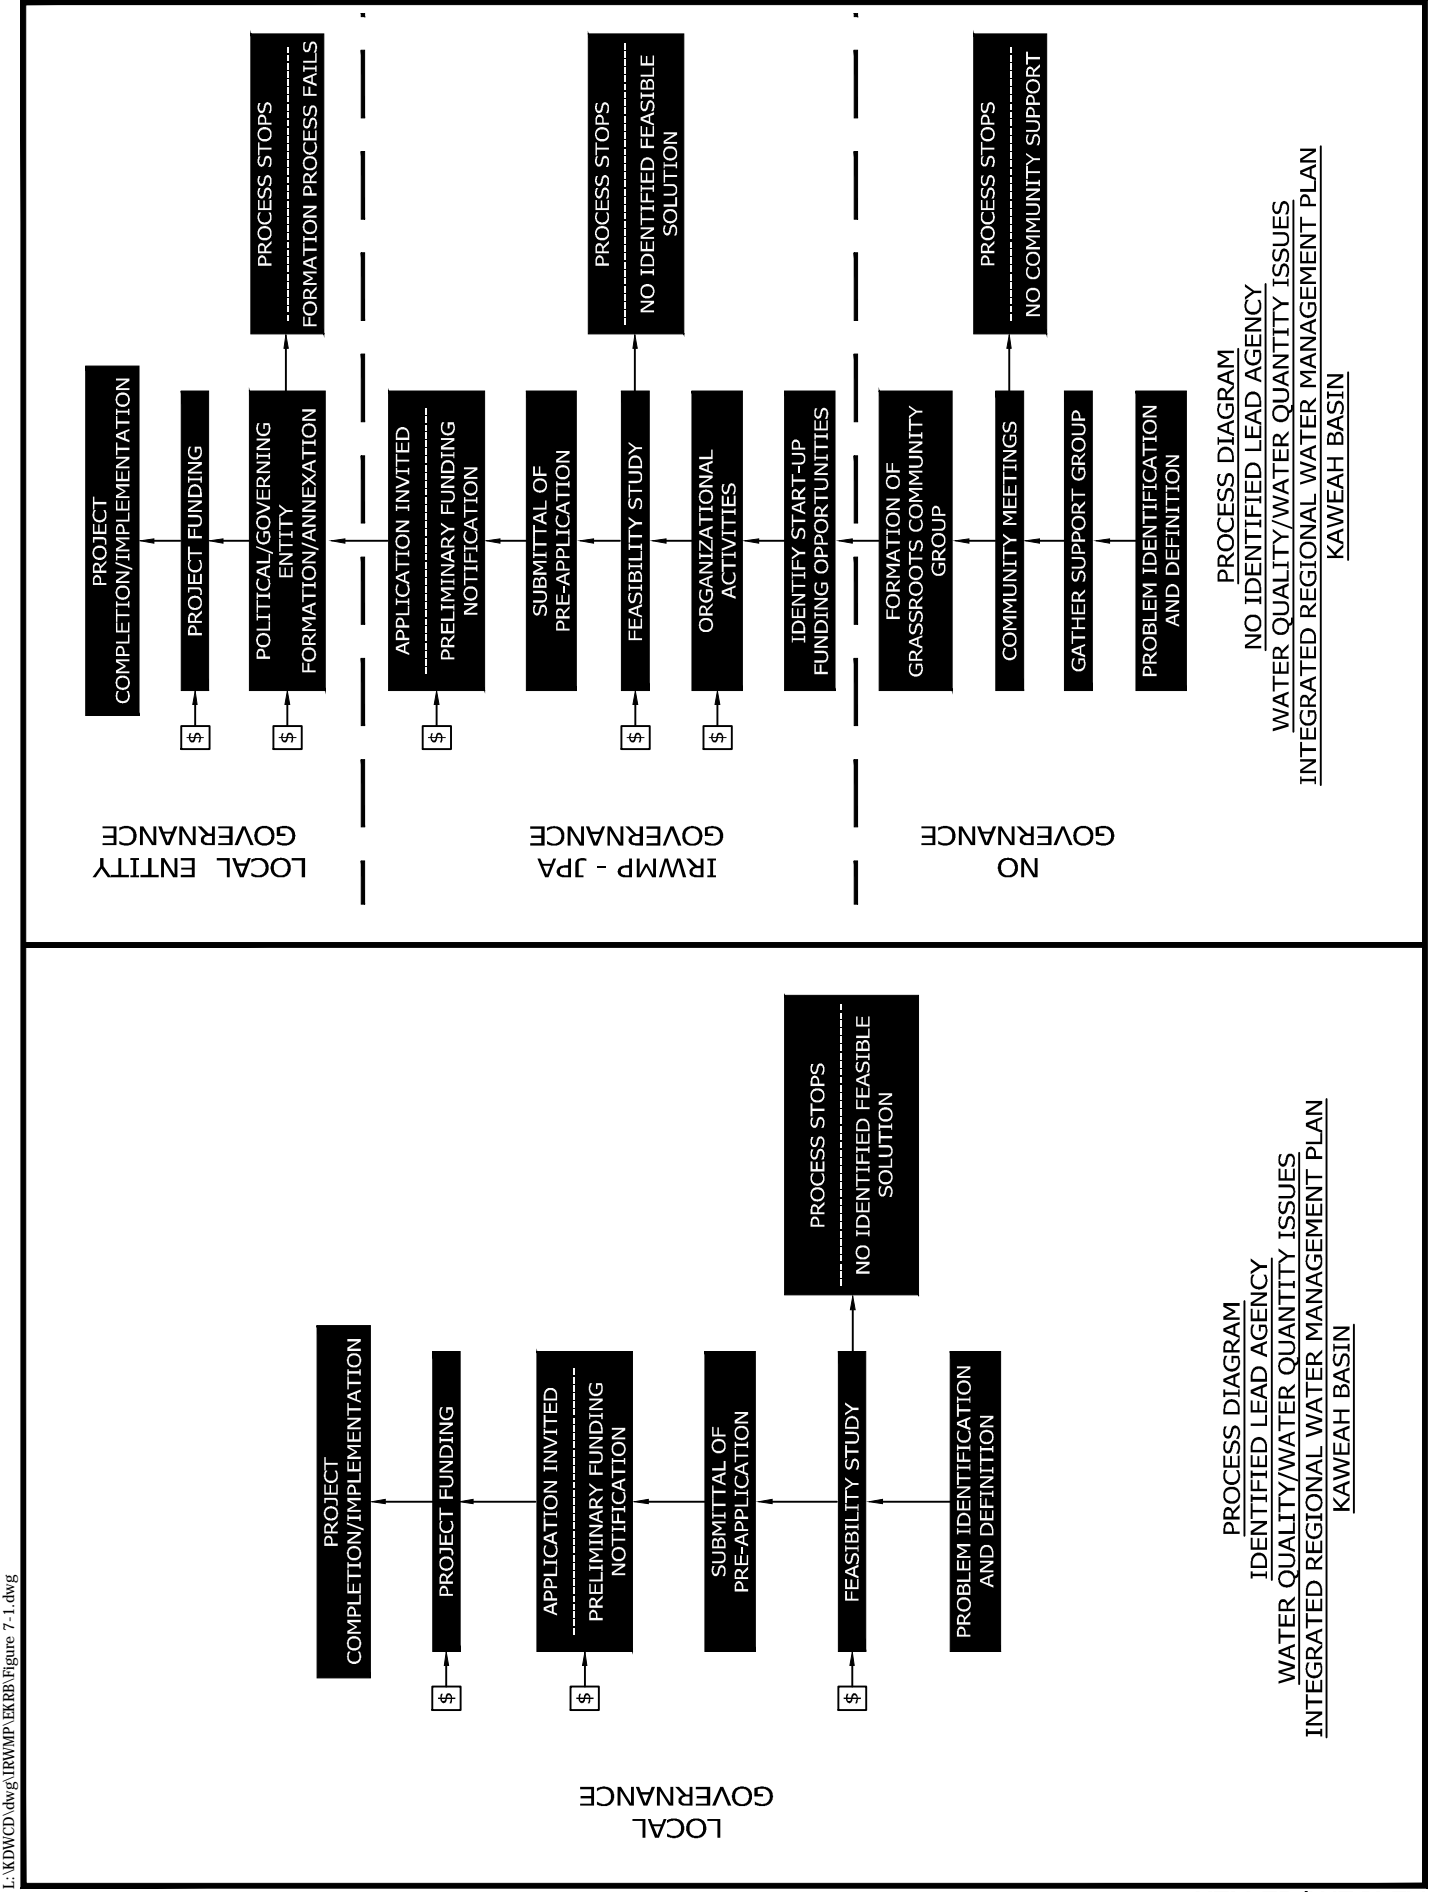 L:\KDWCD\dwg\IRWMP\EKRB\Figure 7-1.dwg
PROJECT
COMPLETION/IMPLEMENTATION
PROJECT FUNDING
$
APPLICATION INVITED
PRELIMINARY FUNDING
NOTIFICATION
$
SUBMITTAL OF
PRE-APPLICATION
FEASIBILITY STUDY
$
PROCESS STOPS
NO IDENTIFIED FEASIBLE
SOLUTION
PROBLEM IDENTIFICATION
AND DEFINITION
LOCAL
GOVERNANCE
PROCESS DIAGRAM
IDENTIFIED LEAD AGENCY
WATER QUALITY/WATER QUANTITY ISSUES
INTEGRATED REGIONAL WATER MANAGEMENT PLAN
KAWEAH BASIN
LOCAL ENTITY
GOVERNANCE
PROJECT
COMPLETION/IMPLEMENTATION
PROJECT FUNDING
$
POLITICAL/GOVERNING
ENTITY
FORMATION/ANNEXATION
$
PROCESS STOPS
FORMATION PROCESS FAILS
IRWMP - JPA
GOVERNANCE
APPLICATION INVITED
PRELIMINARY FUNDING
NOTIFICATION
$
SUBMITTAL OF
PRE-APPLICATION
FEASIBILITY STUDY
$
PROCESS STOPS
NO IDENTIFIED FEASIBLE
SOLUTION
ORGANIZATIONAL
ACTIVITIES
$
IDENTIFY START-UP
FUNDING OPPORTUNITIES
NO
GOVERNANCE
FORMATION OF
GRASSROOTS COMMUNITY
GROUP
COMMUNITY MEETINGS
PROCESS STOPS
NO COMMUNITY SUPPORT
GATHER SUPPORT GROUP
PROBLEM IDENTIFICATION
AND DEFINITION
PROCESS DIAGRAM
NO IDENTIFIED LEAD AGENCY
WATER QUALITY/WATER QUANTITY ISSUES
INTEGRATED REGIONAL WATER MANAGEMENT PLAN
KAWEAH BASIN